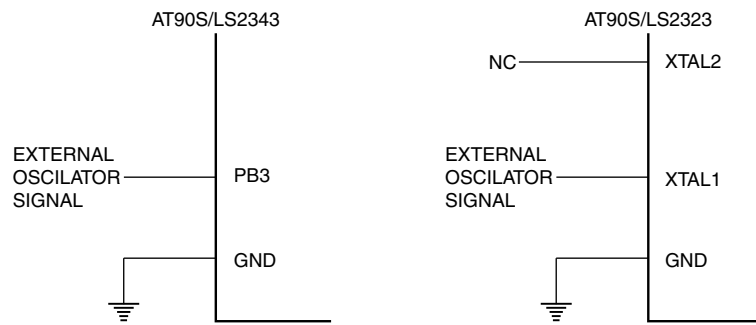 AT90S/LS2343
EXTERNAL
OSCILATOR
SIGNAL
PB3
GND
AT90S/LS2323
NC
XTAL2
EXTERNAL
OSCILATOR
SIGNAL
XTAL1
GND